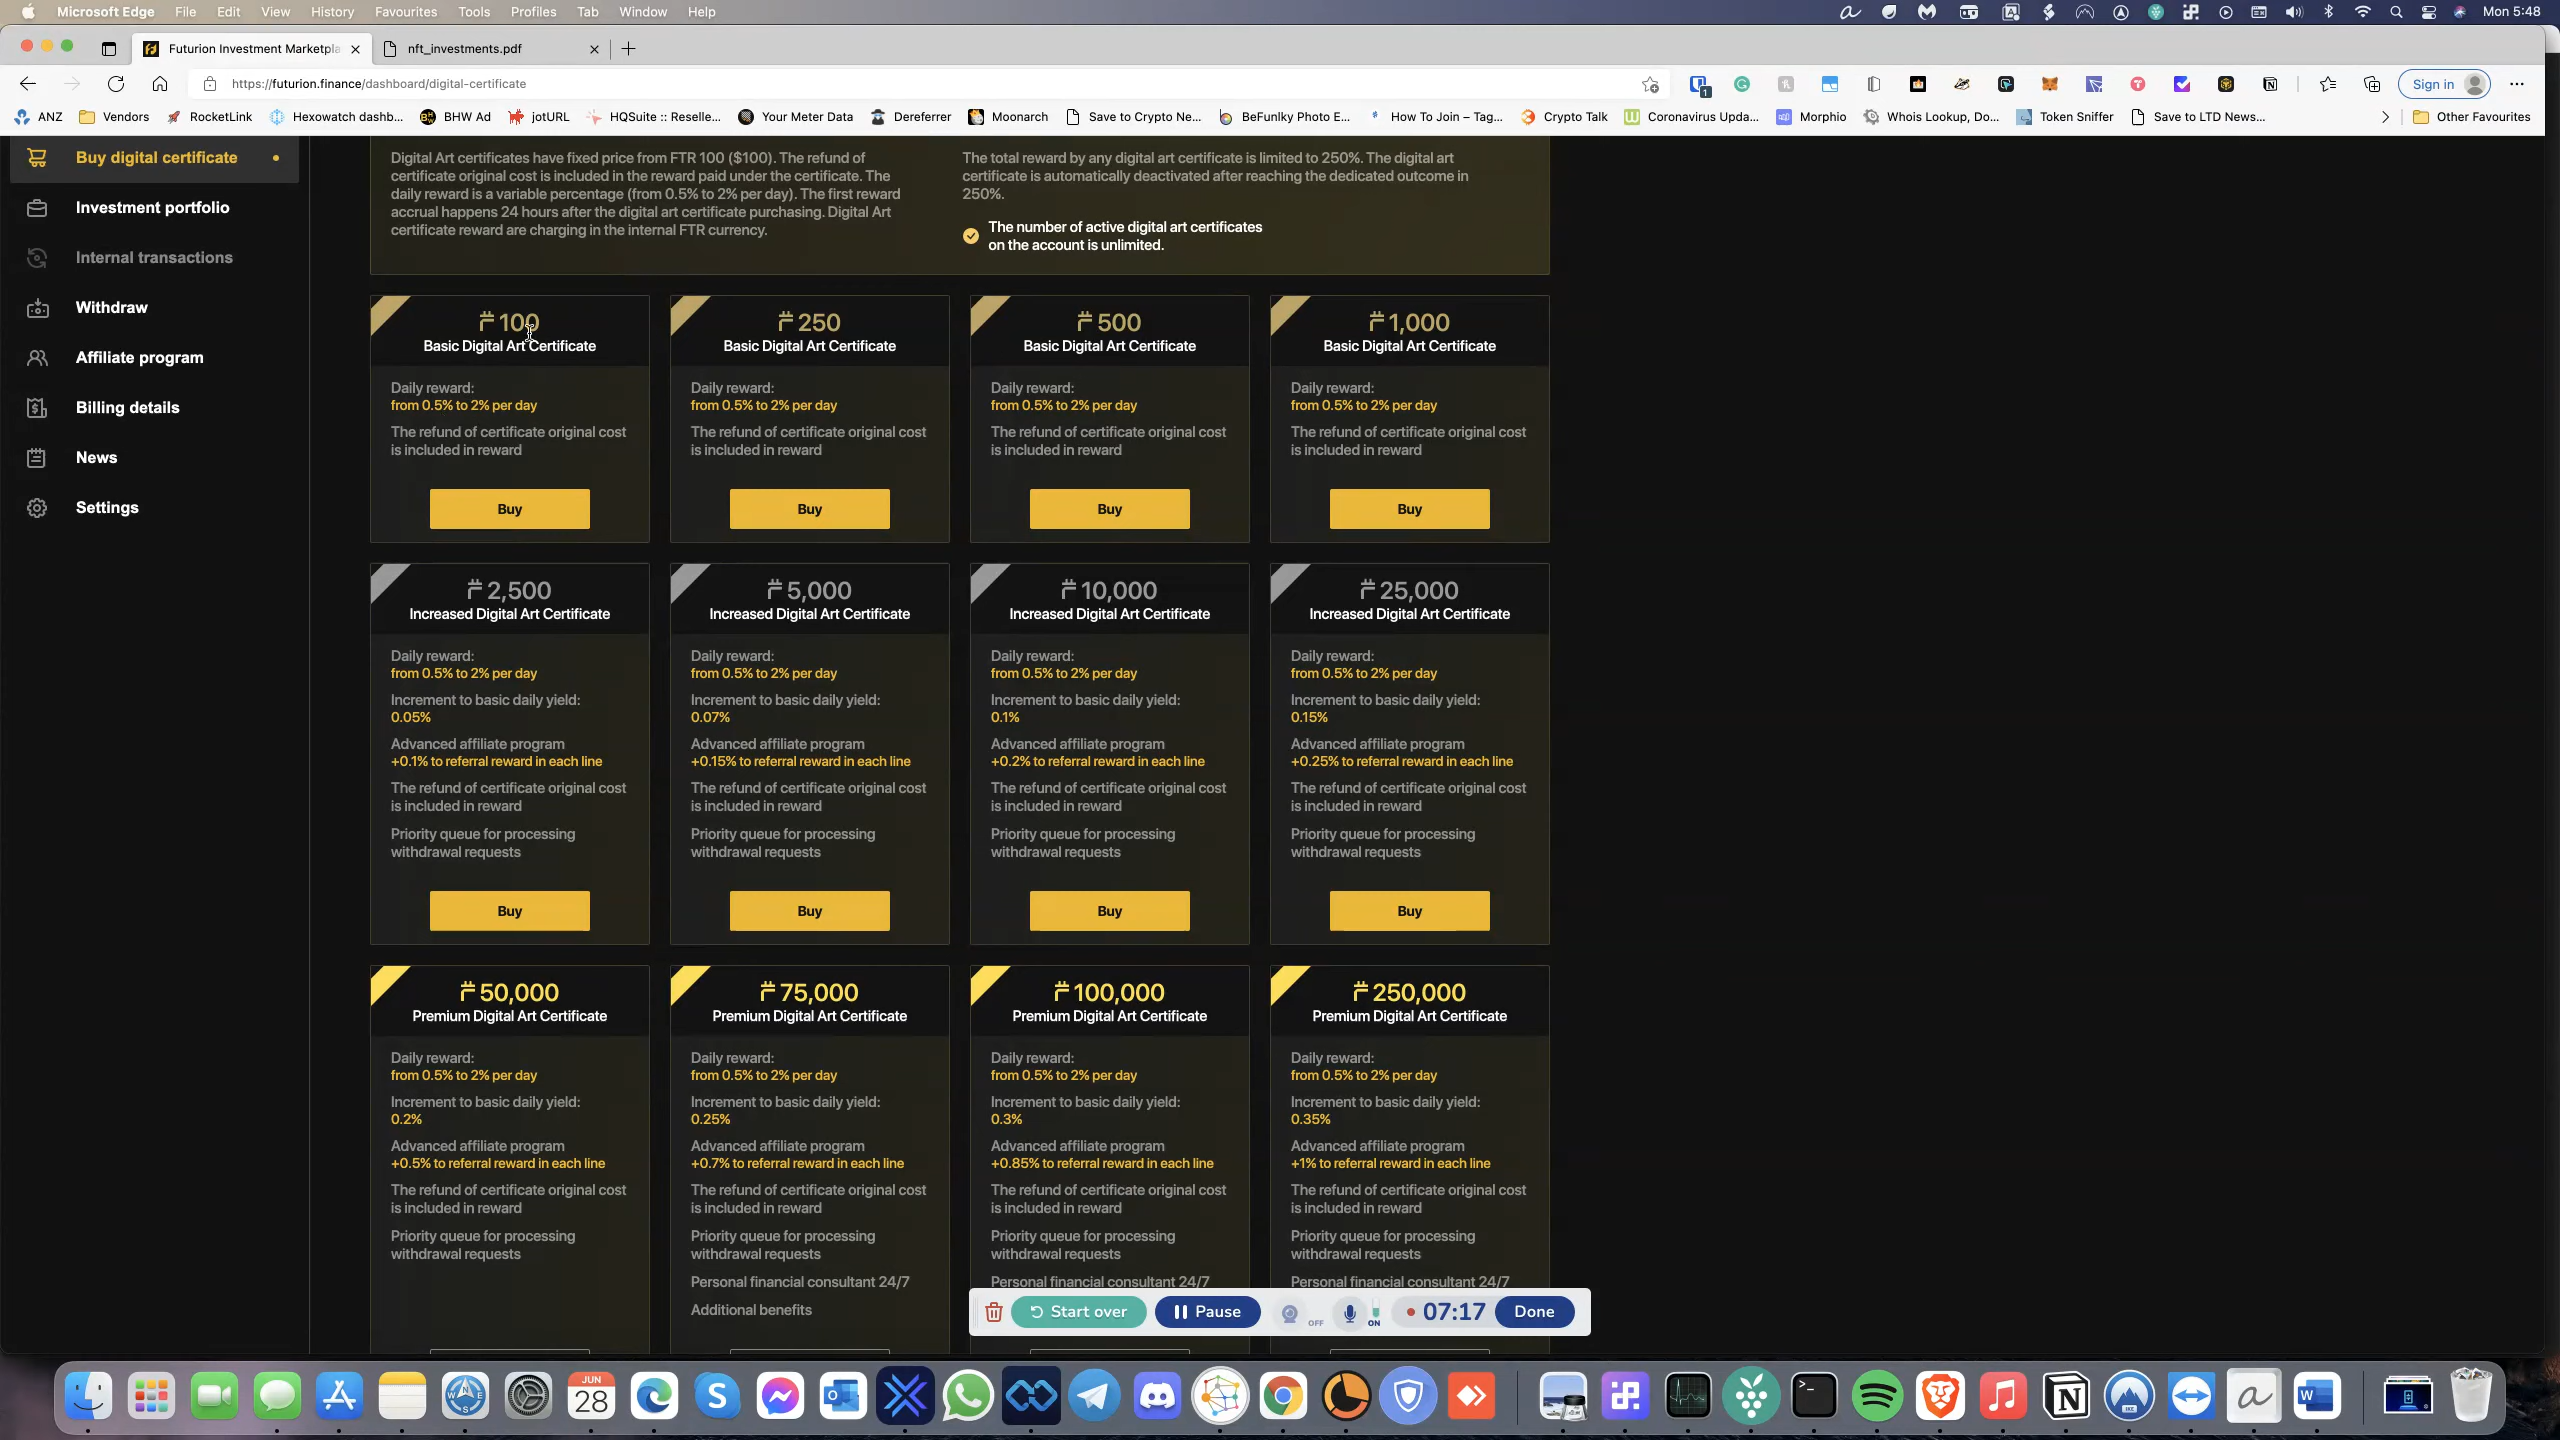 Microsoft Edge File Edit View History Favourites Tools Profiles Tab Window Help Mon 5:48
Futurion Investment Marketpla nft_investments.pdf
https://futurion.finance/dashboard/digital-certificate Sign in
ANZ Vendors RocketLink Hexowatch dashb... BHW Ad jotURL HQSuite :: Reselle... Your Meter Data Dereferrer Moonarch Save to Crypto Ne... BeFunlky Photo E... How To Join – Tag... Crypto Talk Coronavirus Upda... Morphio Whois Lookup, Do... Token Sniffer Save to LTD News... Other Favourites
Buy digital certificate
Investment portfolio
Internal transactions
Withdraw
Affiliate program
Billing details
News
Settings
Digital Art certificates have fixed price from FTR 100 ($100). The refund of
certificate original cost is included in the reward paid under the certificate. The
daily reward is a variable percentage (from 0.5% to 2% per day). The first reward
accrual happens 24 hours after the digital art certificate purchasing. Digital Art
certificate reward are charging in the internal FTR currency.
The total reward by any digital art certificate is limited to 250%. The digital art
certificate is automatically deactivated after reaching the dedicated outcome in
250%.
The number of active digital art certificates
on the account is unlimited.
100
Basic Digital Art Certificate
Daily reward:
from 0.5% to 2% per day
The refund of certificate original cost
is included in reward
Buy
250
Basic Digital Art Certificate
Daily reward:
from 0.5% to 2% per day
The refund of certificate original cost
is included in reward
Buy
500
Basic Digital Art Certificate
Daily reward:
from 0.5% to 2% per day
The refund of certificate original cost
is included in reward
Buy
1,000
Basic Digital Art Certificate
Daily reward:
from 0.5% to 2% per day
The refund of certificate original cost
is included in reward
Buy
2,500
Increased Digital Art Certificate
Daily reward:
from 0.5% to 2% per day
Increment to basic daily yield:
0.05%
Advanced affiliate program
+0.1% to referral reward in each line
The refund of certificate original cost
is included in reward
Priority queue for processing
withdrawal requests
Buy
5,000
Increased Digital Art Certificate
Daily reward:
from 0.5% to 2% per day
Increment to basic daily yield:
0.07%
Advanced affiliate program
+0.15% to referral reward in each line
The refund of certificate original cost
is included in reward
Priority queue for processing
withdrawal requests
Buy
10,000
Increased Digital Art Certificate
Daily reward:
from 0.5% to 2% per day
Increment to basic daily yield:
0.1%
Advanced affiliate program
+0.2% to referral reward in each line
The refund of certificate original cost
is included in reward
Priority queue for processing
withdrawal requests
Buy
25,000
Increased Digital Art Certificate
Daily reward:
from 0.5% to 2% per day
Increment to basic daily yield:
0.15%
Advanced affiliate program
+0.25% to referral reward in each line
The refund of certificate original cost
is included in reward
Priority queue for processing
withdrawal requests
Buy
50,000
Premium Digital Art Certificate
Daily reward:
from 0.5% to 2% per day
Increment to basic daily yield:
0.2%
Advanced affiliate program
+0.5% to referral reward in each line
The refund of certificate original cost
is included in reward
Priority queue for processing
withdrawal requests
75,000
Premium Digital Art Certificate
Daily reward:
from 0.5% to 2% per day
Increment to basic daily yield:
0.25%
Advanced affiliate program
+0.7% to referral reward in each line
The refund of certificate original cost
is included in reward
Priority queue for processing
withdrawal requests
Personal financial consultant 24/7
Additional benefits
100,000
Premium Digital Art Certificate
Daily reward:
from 0.5% to 2% per day
Increment to basic daily yield:
0.3%
Advanced affiliate program
+0.85% to referral reward in each line
The refund of certificate original cost
is included in reward
Priority queue for processing
withdrawal requests
Personal financial consultant 24/7
250,000
Premium Digital Art Certificate
Daily reward:
from 0.5% to 2% per day
Increment to basic daily yield:
0.35%
Advanced affiliate program
+1% to referral reward in each line
The refund of certificate original cost
is included in reward
Priority queue for processing
withdrawal requests
Personal financial consultant 24/7
Start over Pause OFF ON 07:17 Done
JUN
28